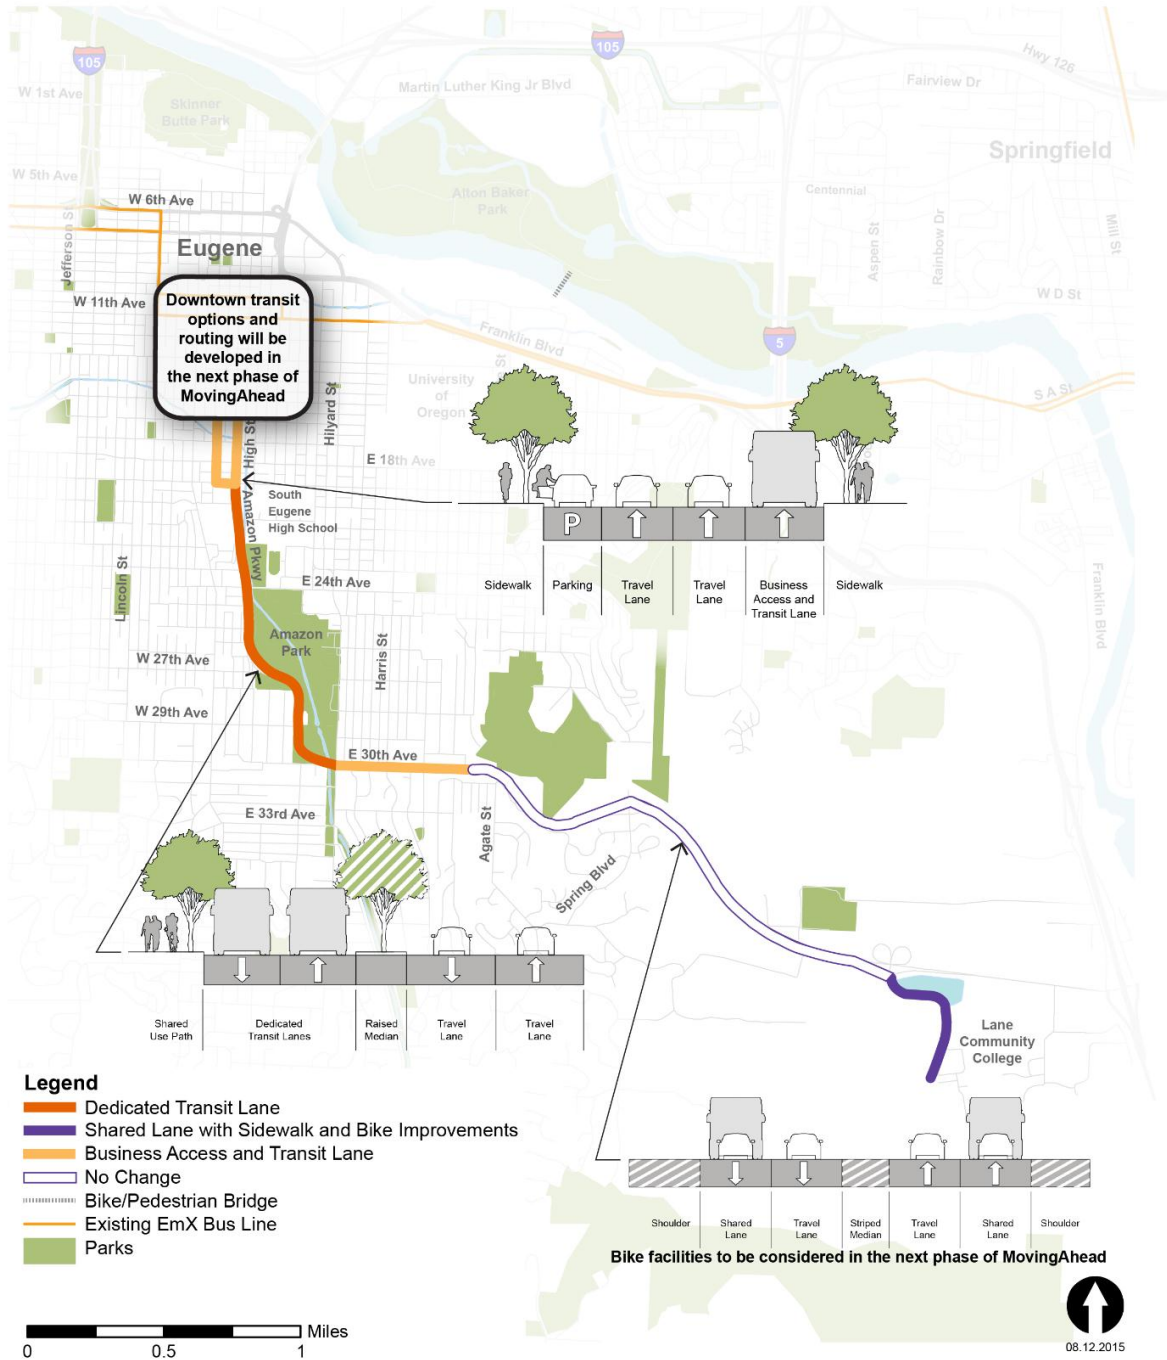 105
105
Hwy 126
W 1st Ave
Martin Luther King Jr Blvd
Fairview Dr
Skinner
Butte Park
Springfield
W 5th Ave
W 6th Ave
Alton Baker
Park
Centennial
Jefferson St
Eugene
Aspen St
Rainbow Dr
Mill St
W D St
W 11th Ave
Downtown transit
options and
routing will be
developed in
the next phase of
MovingAhead
Franklin Blvd
5
University
of
Oregon
S A St
Hilyard St
High St
E 18th Ave
South
Eugene
High School
Amazon Pkwy
P
Sidewalk
Parking
Travel
Lane
Travel
Lane
Business
Access and
Transit Lane
Sidewalk
E 24th Ave
Lincoln St
Franklin Blvd
Amazon
Park
Harris St
W 27th Ave
W 29th Ave
E 30th Ave
E 33rd Ave
Agate St
Spring Blvd
Shared
Use Path
Dedicated
Transit Lanes
Raised
Median
Travel
Lane
Travel
Lane
Lane
Community
College
Legend
Dedicated Transit Lane
Shared Lane with Sidewalk and Bike Improvements
Business Access and Transit Lane
No Change
Bike/Pedestrian Bridge
Existing EmX Bus Line
Parks
Shoulder
Shared
Lane
Travel
Lane
Striped
Median
Travel
Lane
Shared
Lane
Shoulder
Bike facilities to be considered in the next phase of MovingAhead
Miles
0
0.5
1
08.12.2015